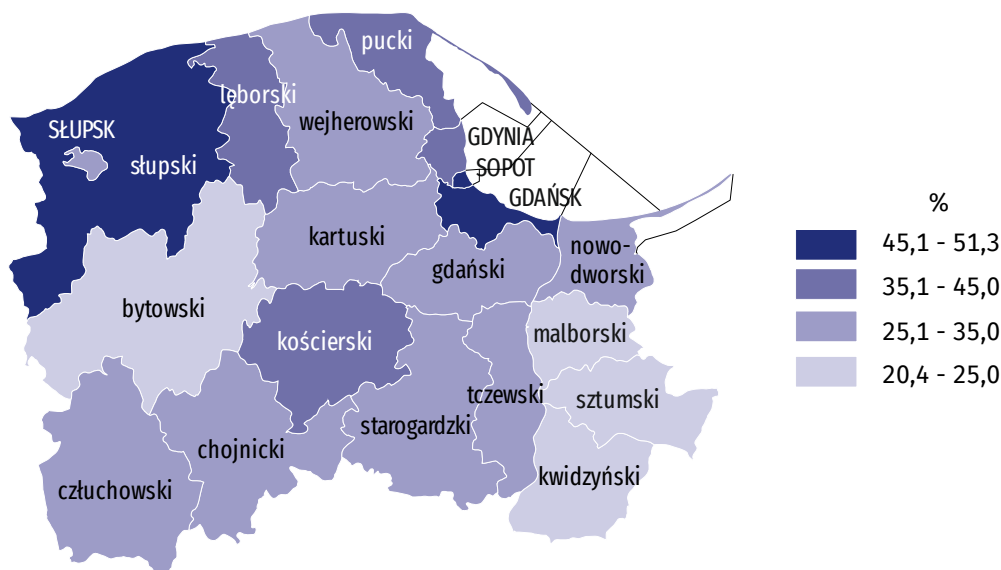 pucki
lęborski
wejherowski
SŁUPSK
słupski
GDYNIA
SOPOT
GDAŃSK
kartuski
gdański
nowo-
dworski
bytowski
kościerski
malborski
tczewski
sztumski
starogardzki
chojnicki
kwidzyński
człuchowski
%
45,1 - 51,3
35,1 - 45,0
25,1 - 35,0
20,4 - 25,0